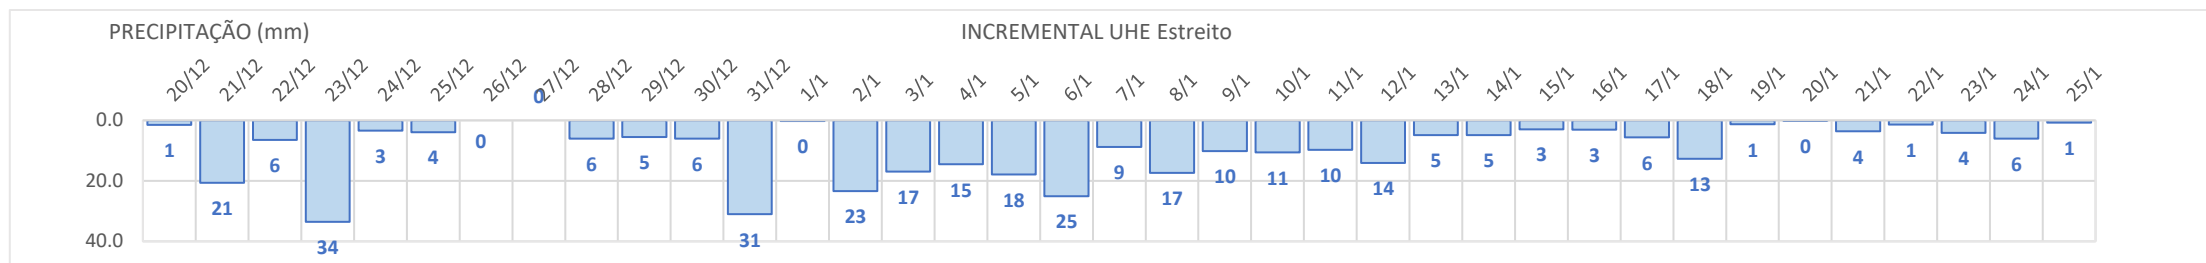 PRECIPITAÇÃO (mm) INCREMENTAL UHE Estreito
20/12 21/12 22/12 23/12 24/12 25/12 26/12 27/12 28/12 29/12 30/12 31/12 1/1 2/1 3/1 4/1 5/1 6/1 7/1 8/1 9/1 10/1 11/1 12/1 13/1 14/1 15/1 16/1 17/1 18/1 19/1 20/1 21/1 22/1 23/1 24/1 25/1
0.0
20.0
40.0
1 21 6 34 3 4 0 0 6 5 6 31 0 23 17 15 18 25 9 17 10 11 10 14 5 5 3 3 6 13 1 0 4 1 4 6 1